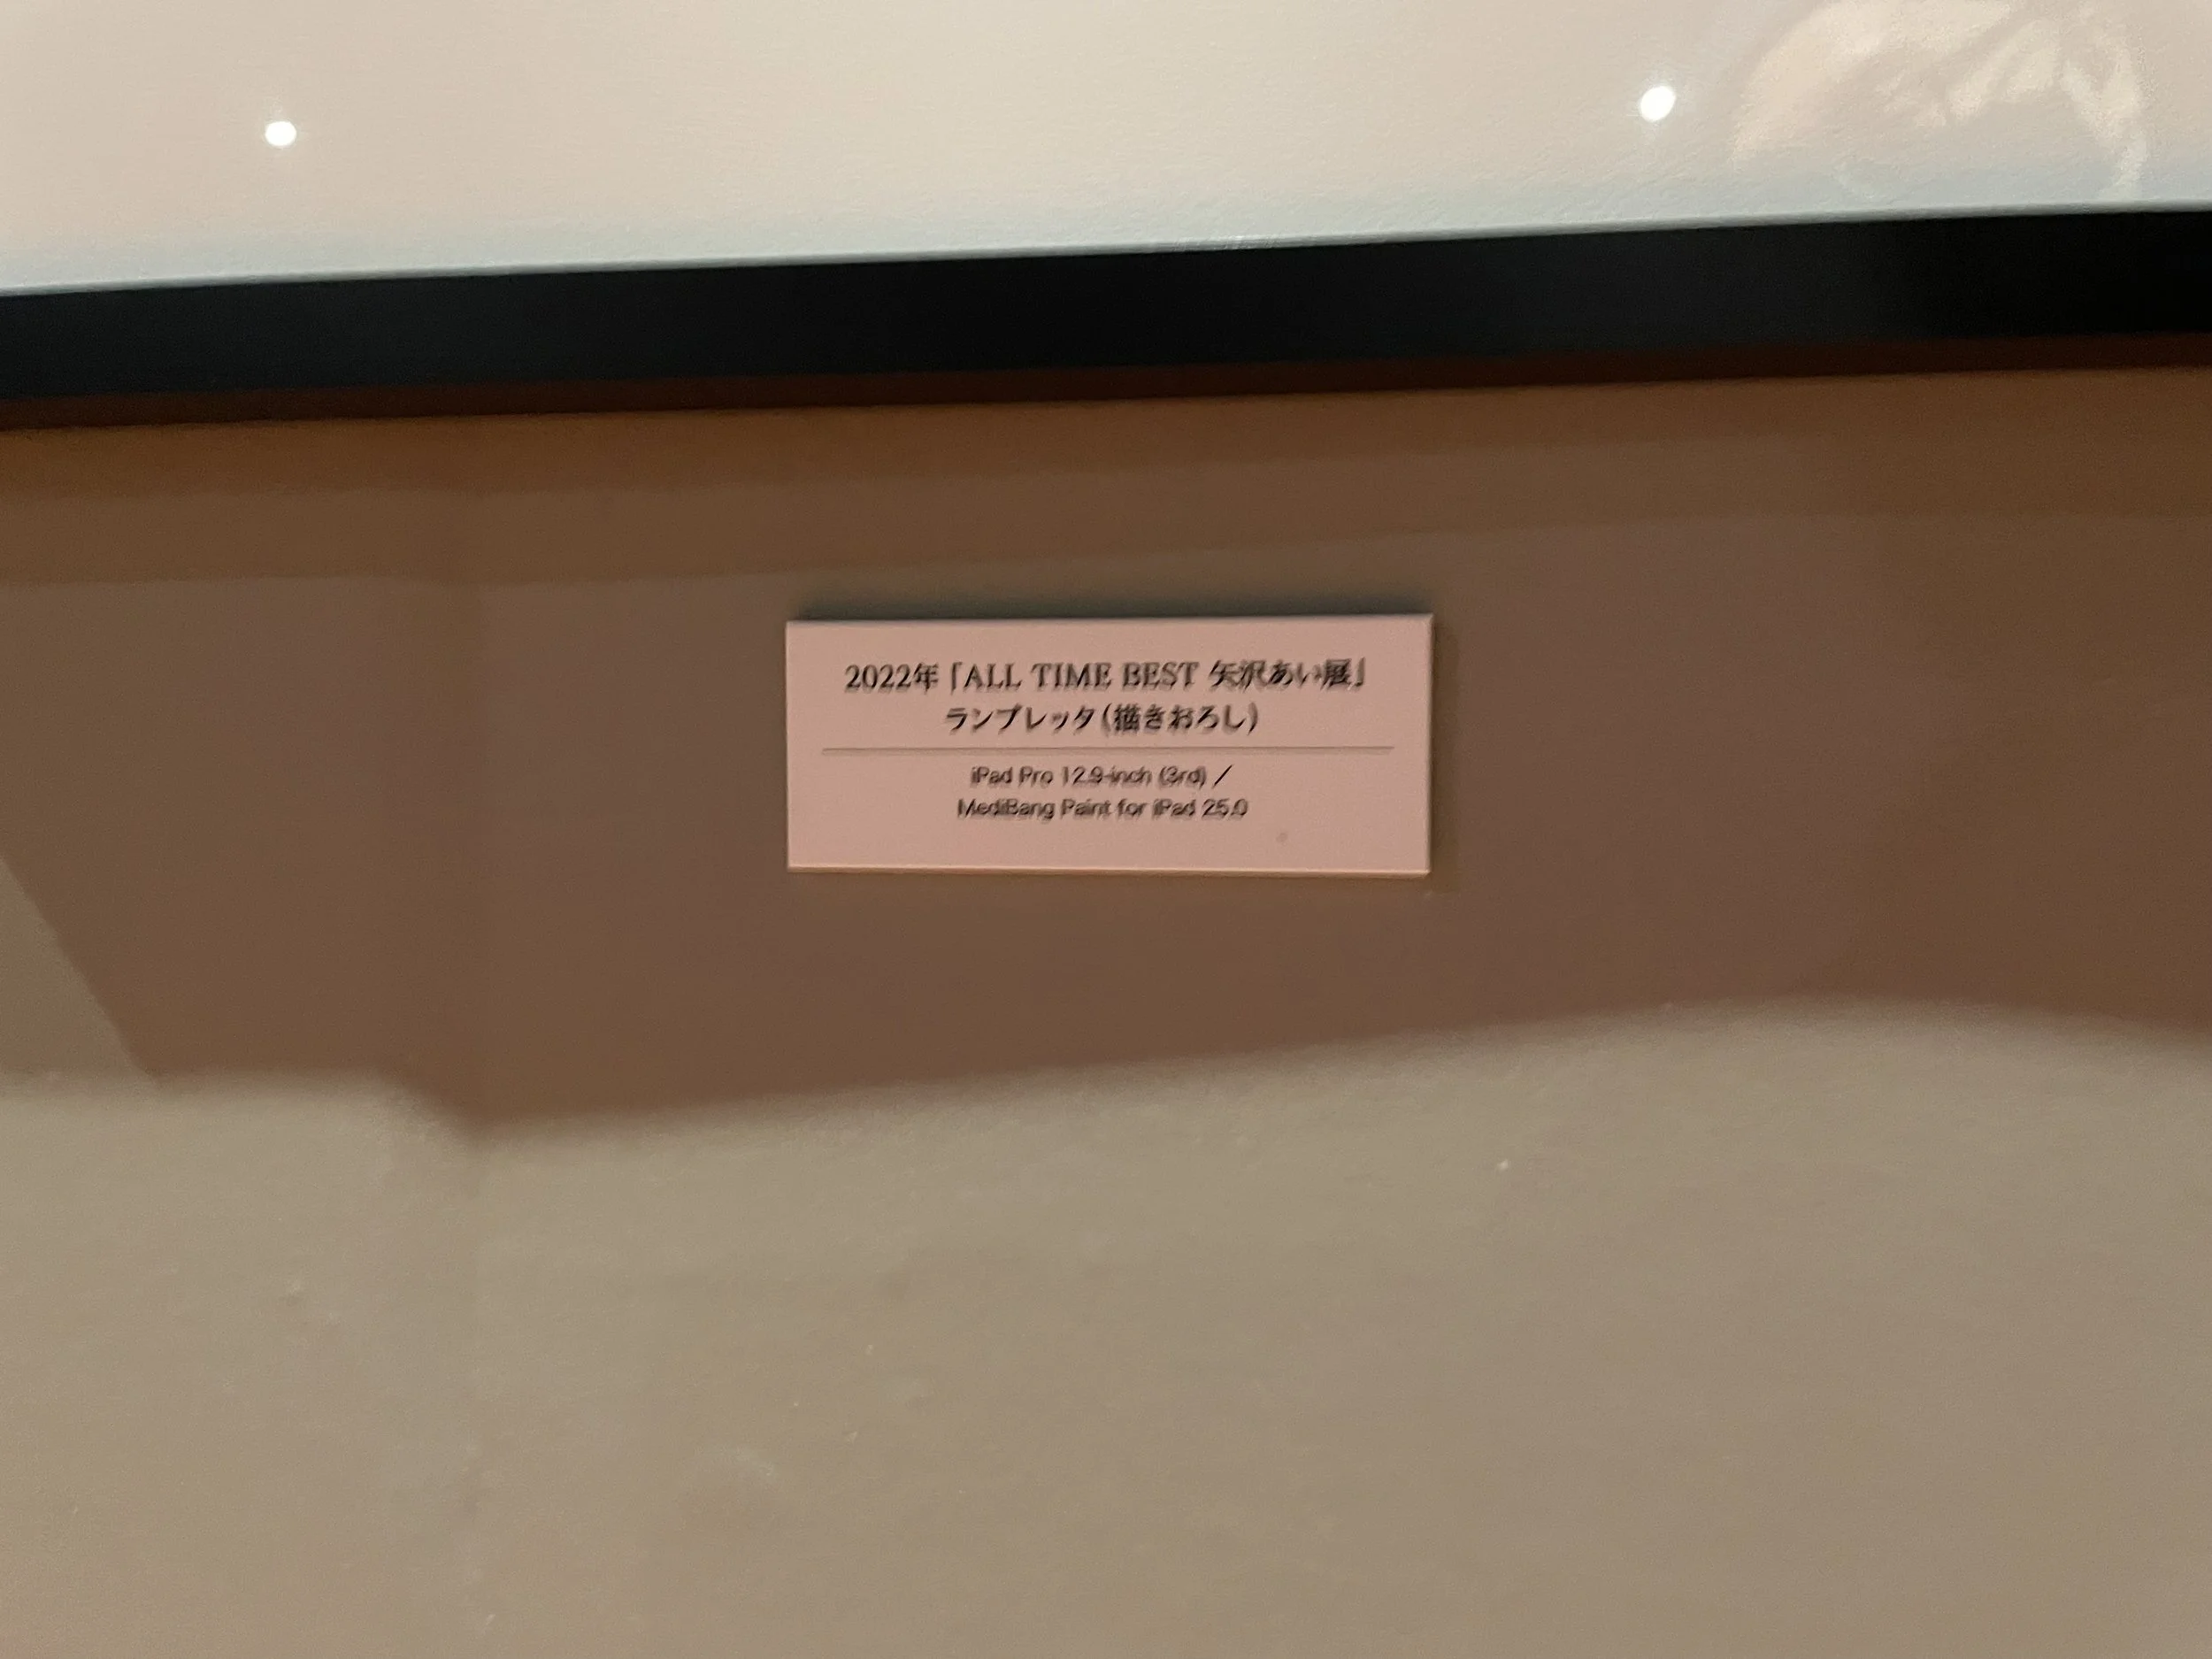 2022年「ALL TIME BEST 矢沢あい展」
ランブレッタ(描きおろし)
iPad Pro 12.9-inch (3rd) /
MediBang Paint for iPad 25.0